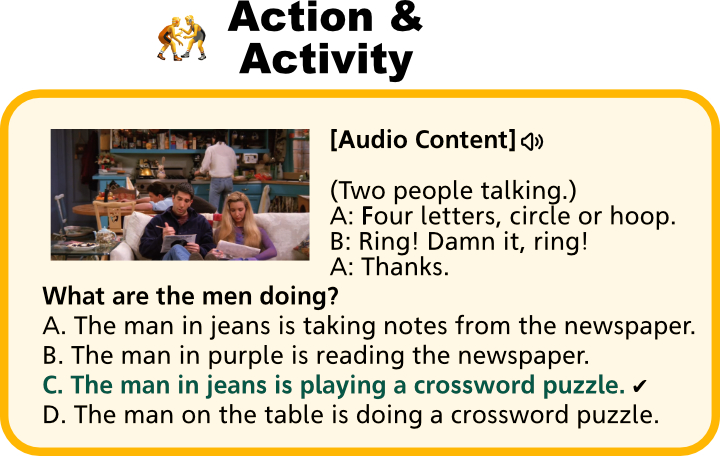 Action &
Activity
[Audio Content]
(Two people talking.)
A: Four letters, circle or hoop.
B: Ring! Damn it, ring!
A: Thanks.
What are the men doing?
A. The man in jeans is taking notes from the newspaper.
B. The man in purple is reading the newspaper.
C. The man in jeans is playing a crossword puzzle. ✔
D. The man on the table is doing a crossword puzzle.